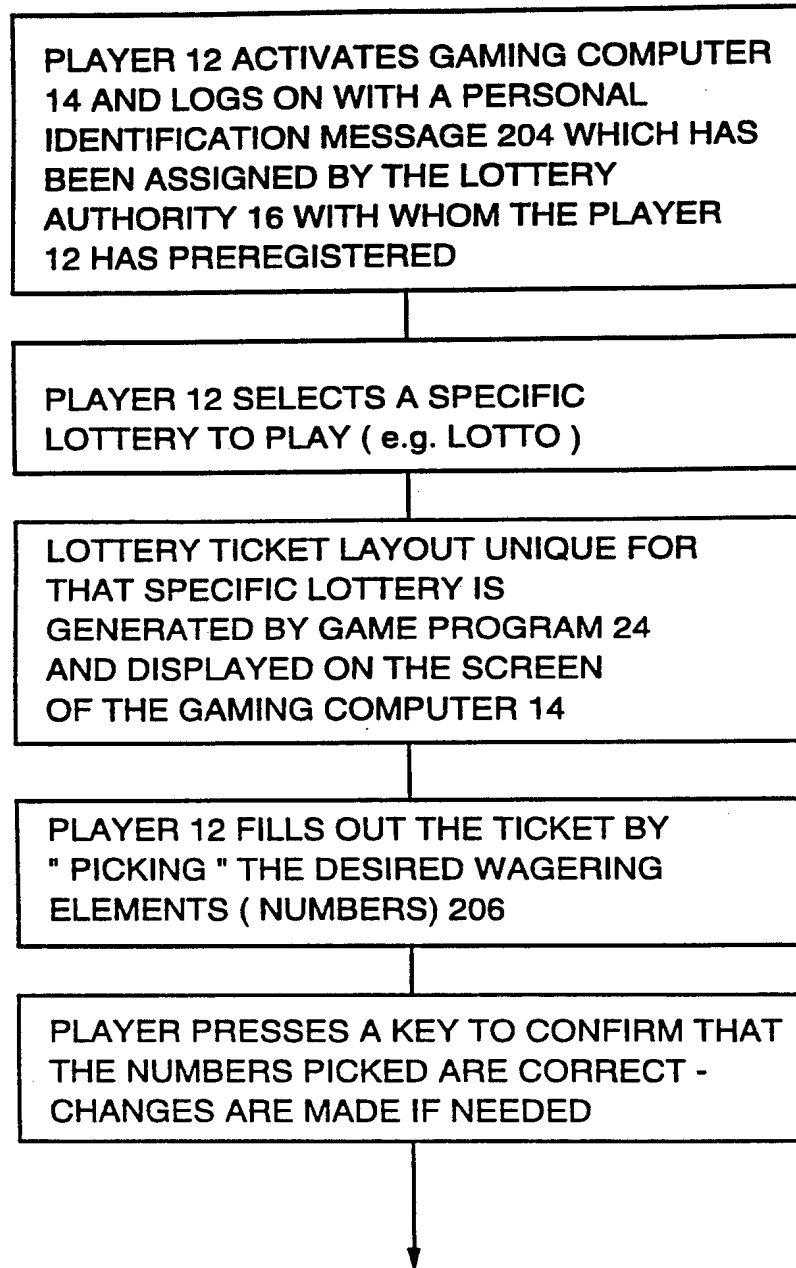 PLAYER 12 ACTIVATES GAMING COMPUTER
14 AND LOGS ON WITH A PERSONAL
IDENTIFICATION MESSAGE 204 WHICH HAS
BEEN ASSIGNED BY THE LOTTERY
AUTHORITY 16 WITH WHOM THE PLAYER
12 HAS PREREGISTERED
PLAYER 12 SELECTS A SPECIFIC
LOTTERY TO PLAY ( e.g. LOTTO )
LOTTERY TICKET LAYOUT UNIQUE FOR
THAT SPECIFIC LOTTERY IS
GENERATED BY GAME PROGRAM 24
AND DISPLAYED ON THE SCREEN
OF THE GAMING COMPUTER 14
PLAYER 12 FILLS OUT THE TICKET BY
" PICKING " THE DESIRED WAGERING
ELEMENTS ( NUMBERS) 206
PLAYER PRESSES A KEY TO CONFIRM THAT
THE NUMBERS PICKED ARE CORRECT -
CHANGES ARE MADE IF NEEDED